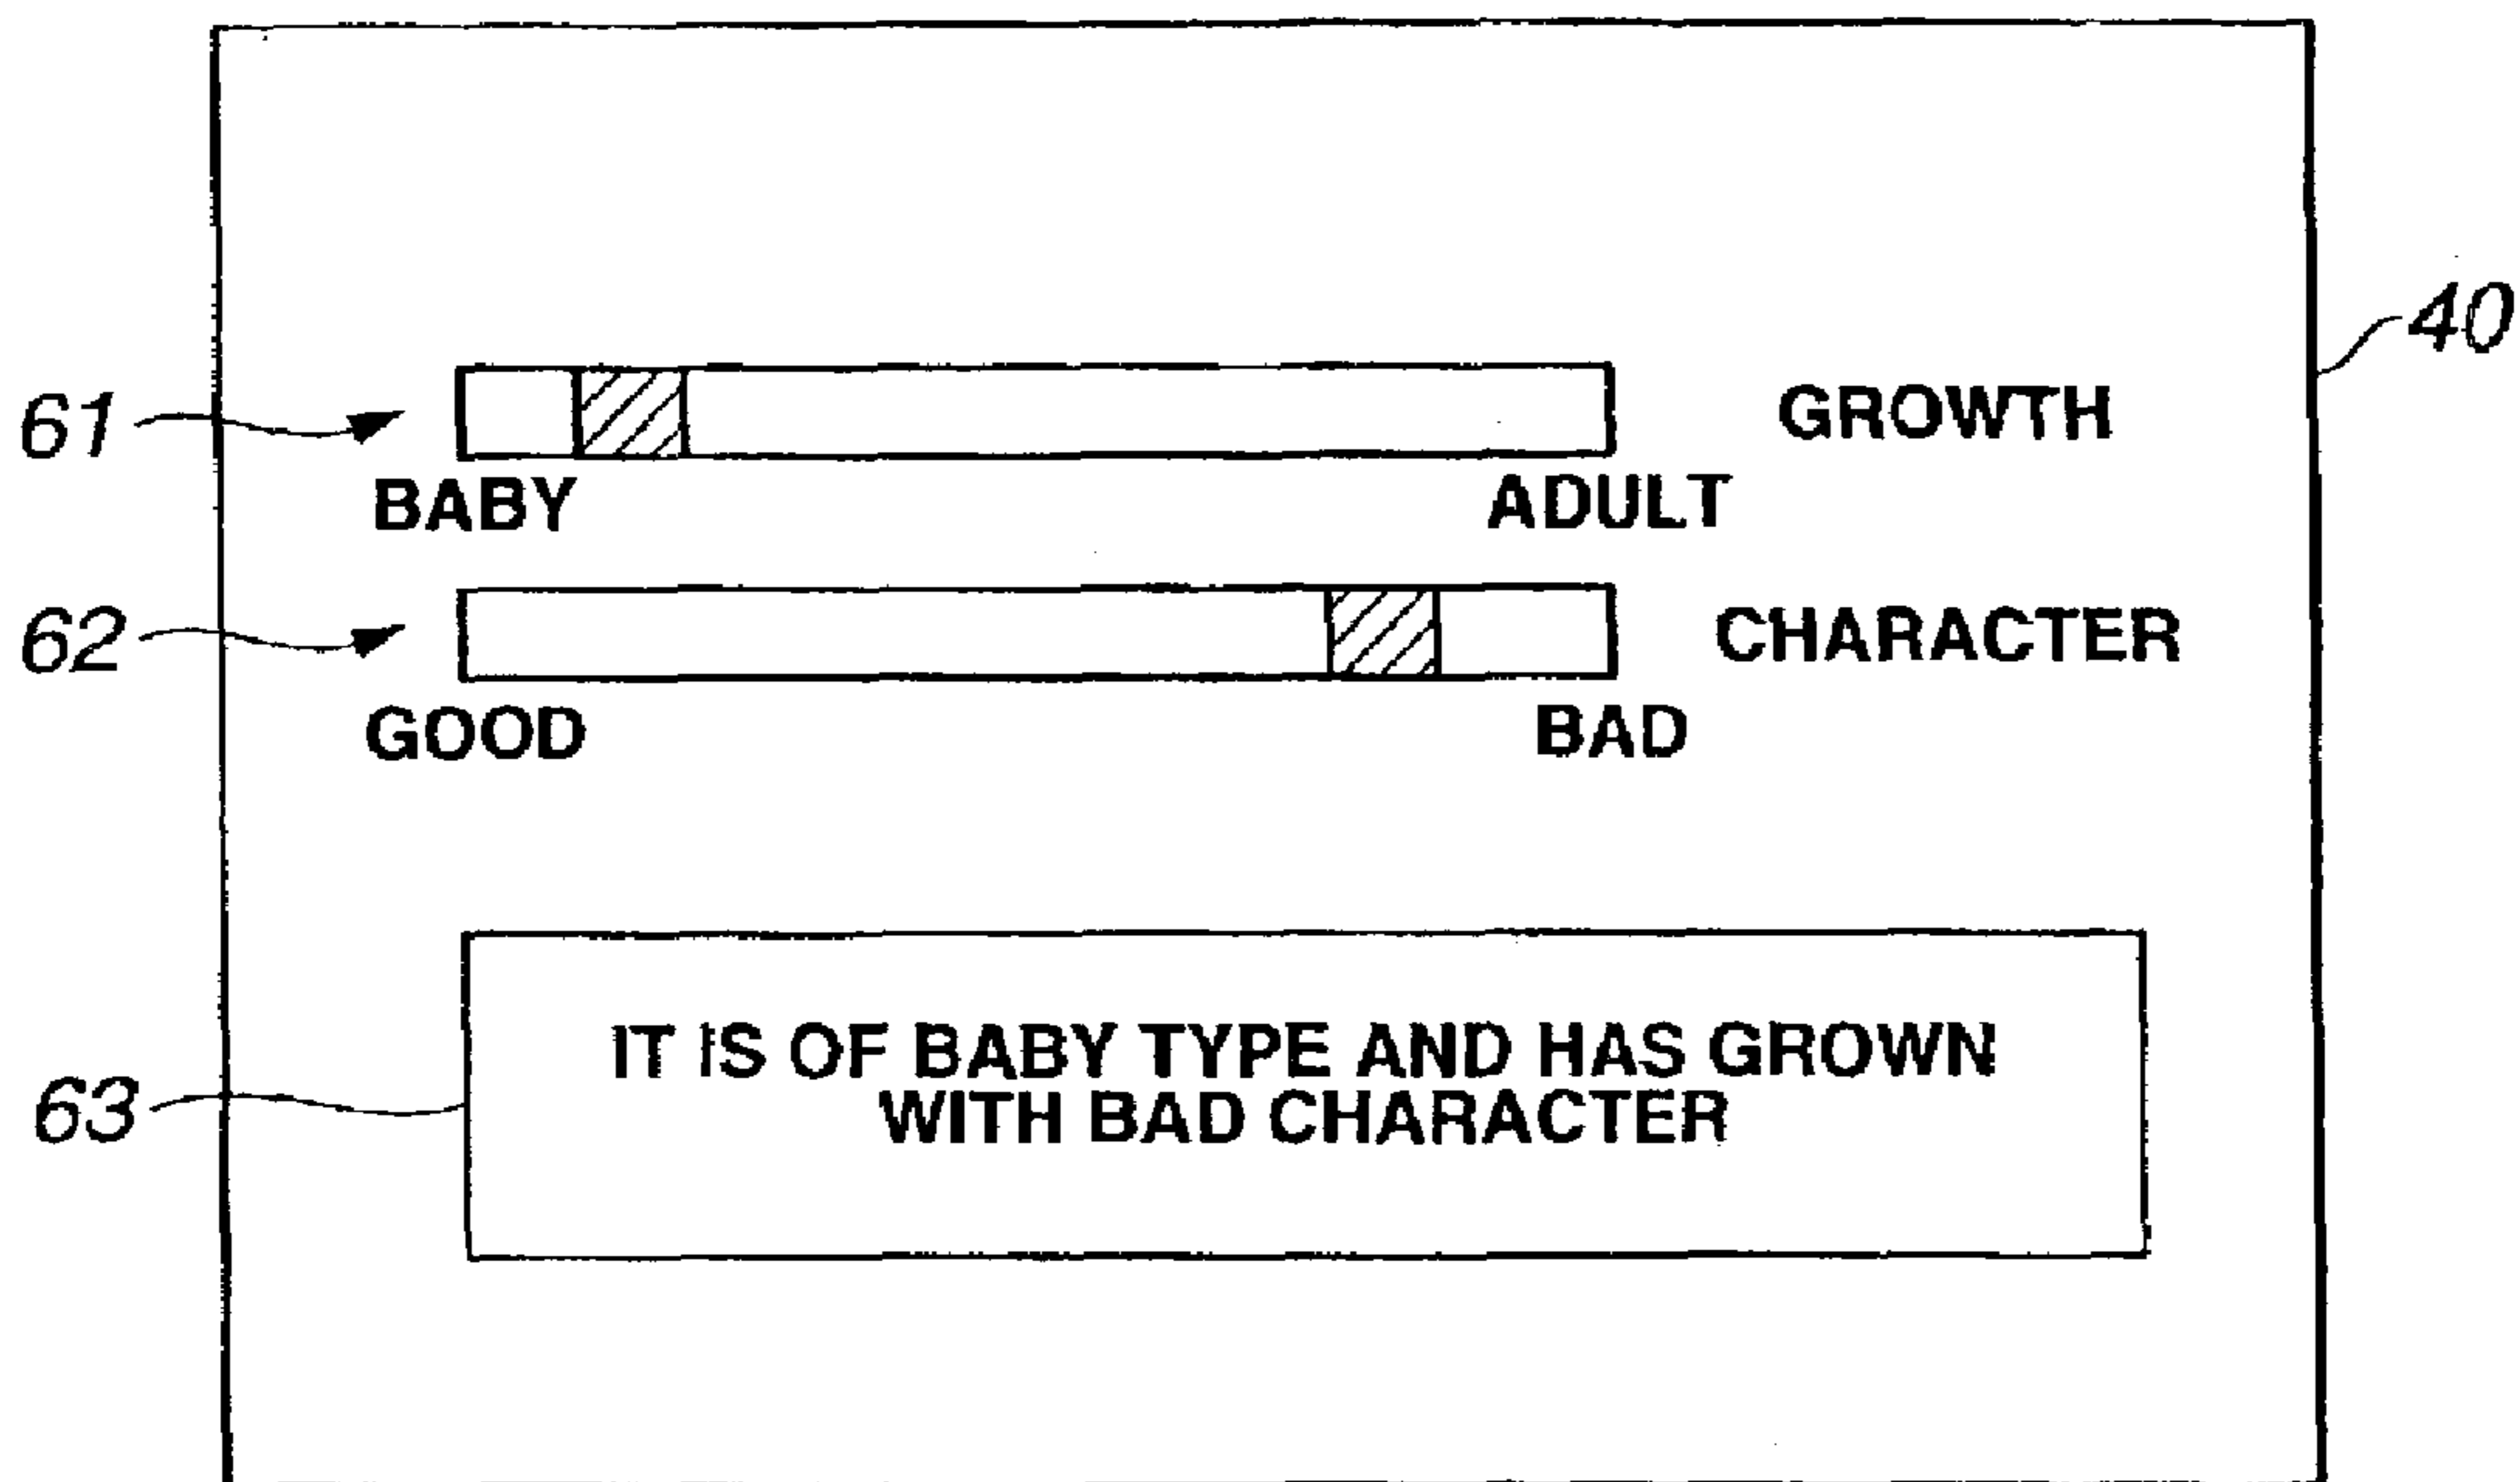 40
61 GROWTH
BABY ADULT
62 CHARACTER
GOOD BAD
63 IT IS OF BABY TYPE AND HAS GROWN
WITH BAD CHARACTER